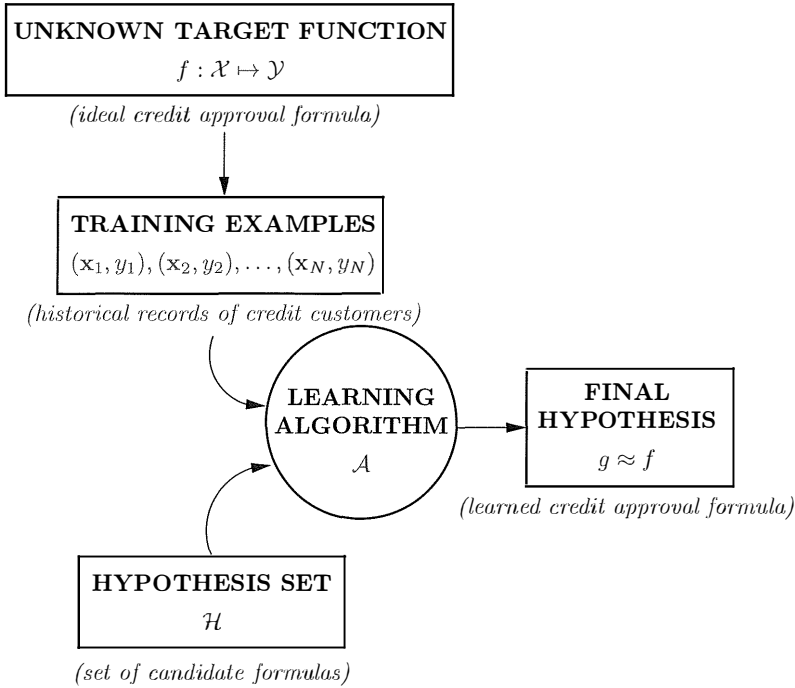 UNKNOWN TARGET FUNCTION
f : 𝒳 ↦ 𝒴
(ideal credit approval formula)
TRAINING EXAMPLES
(x₁, y₁), (x₂, y₂), . . . , (x_N, y_N)
(historical records of credit customers)
LEARNING
ALGORITHM
𝒜
FINAL
HYPOTHESIS
g ≈ f
(learned credit approval formula)
HYPOTHESIS SET
ℋ
(set of candidate formulas)